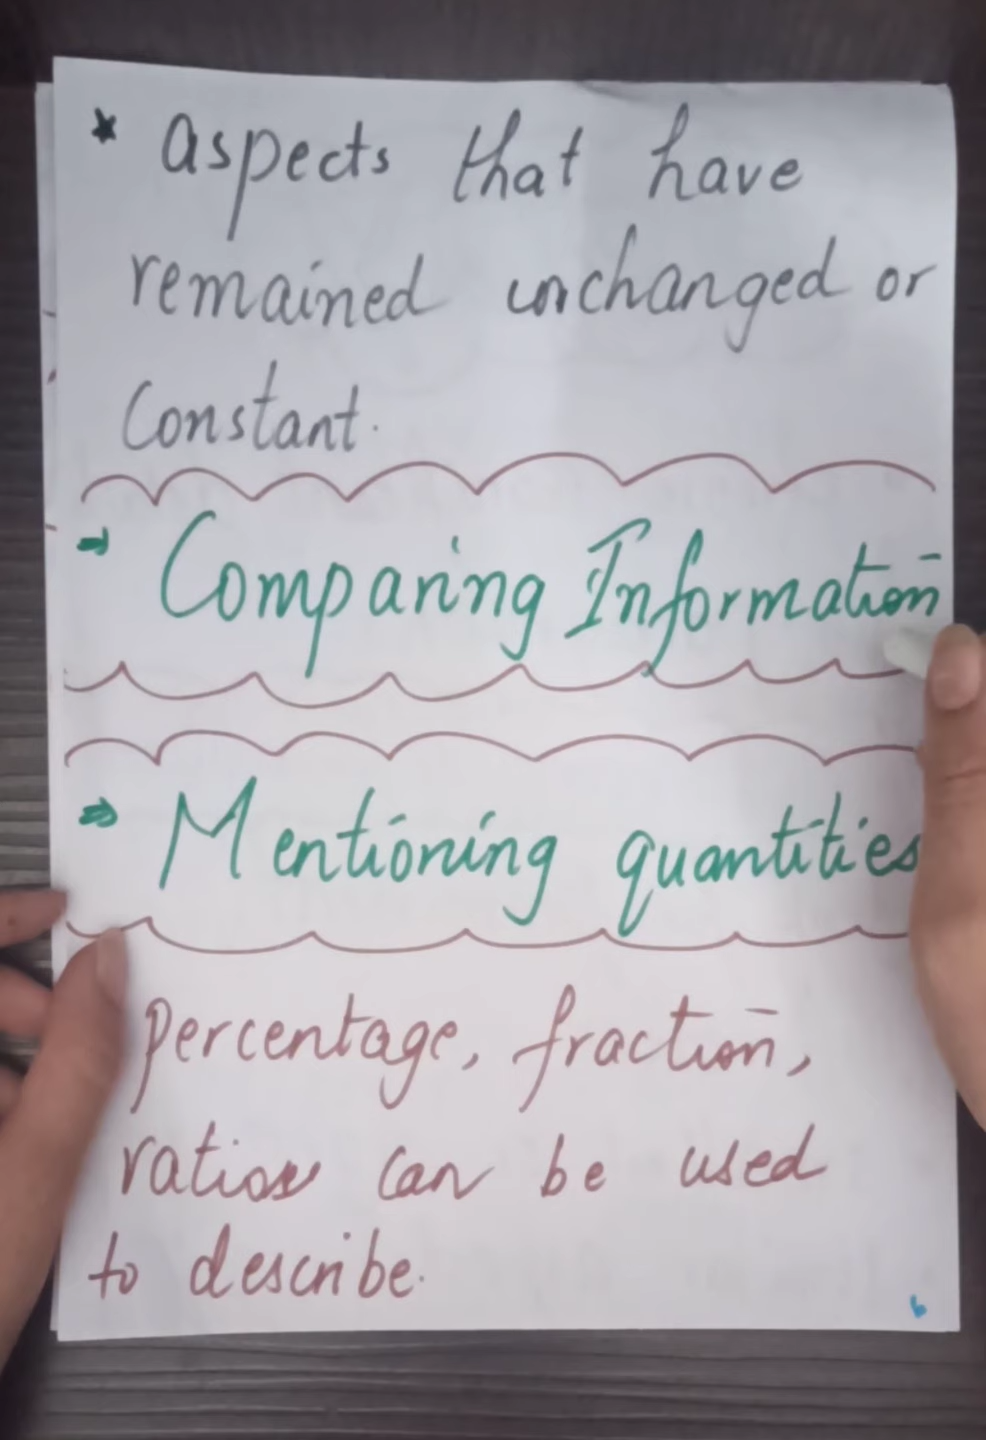 * aspects that have
remained unchanged or
Constant.
→ Comparing Information
⇒ Mentioning quantities
percentage, fraction,
ratios can be used
to describe.
6